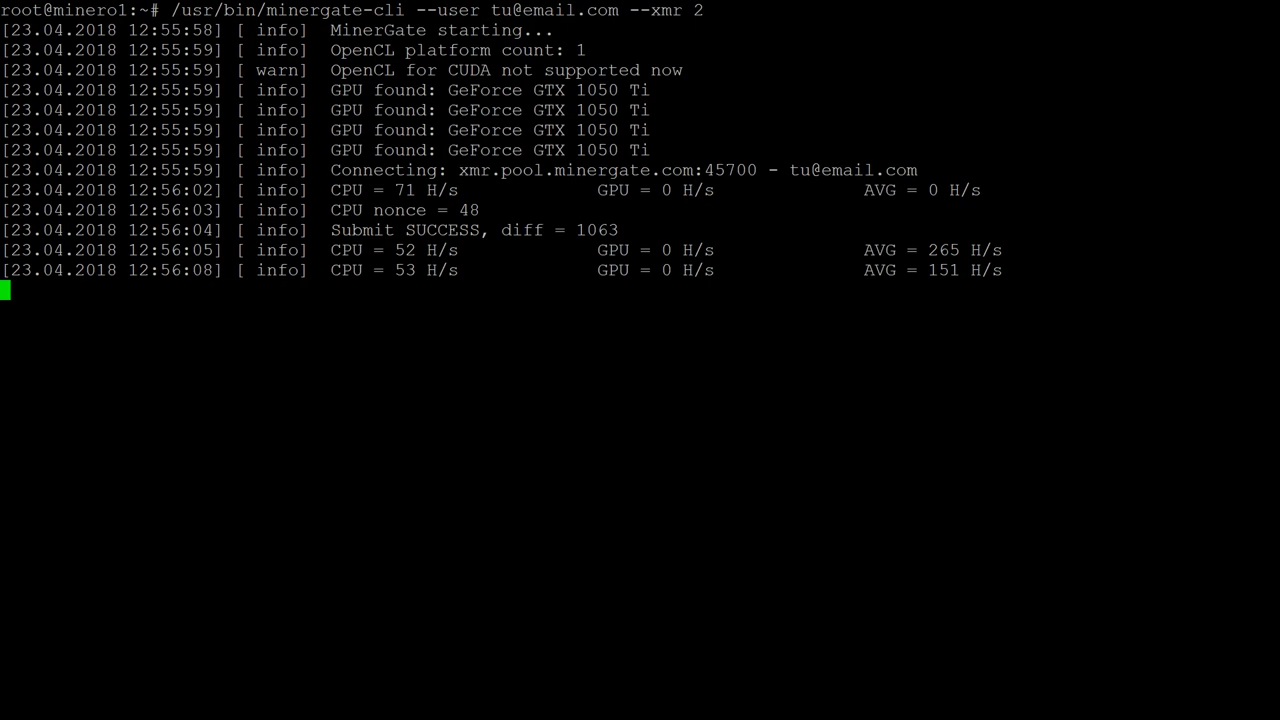 root@minero1:~# /usr/bin/minergate-cli --user tu@email.com --xmr 2
[23.04.2018 12:55:58] [ info] MinerGate starting...
[23.04.2018 12:55:59] [ info] OpenCL platform count: 1
[23.04.2018 12:55:59] [ warn] OpenCL for CUDA not supported now
[23.04.2018 12:55:59] [ info] GPU found: GeForce GTX 1050 Ti
[23.04.2018 12:55:59] [ info] GPU found: GeForce GTX 1050 Ti
[23.04.2018 12:55:59] [ info] GPU found: GeForce GTX 1050 Ti
[23.04.2018 12:55:59] [ info] GPU found: GeForce GTX 1050 Ti
[23.04.2018 12:55:59] [ info] Connecting: xmr.pool.minergate.com:45700 - tu@email.com
[23.04.2018 12:56:02] [ info] CPU = 71 H/s GPU = 0 H/s AVG = 0 H/s
[23.04.2018 12:56:03] [ info] CPU nonce = 48
[23.04.2018 12:56:04] [ info] Submit SUCCESS, diff = 1063
[23.04.2018 12:56:05] [ info] CPU = 52 H/s GPU = 0 H/s AVG = 265 H/s
[23.04.2018 12:56:08] [ info] CPU = 53 H/s GPU = 0 H/s AVG = 151 H/s